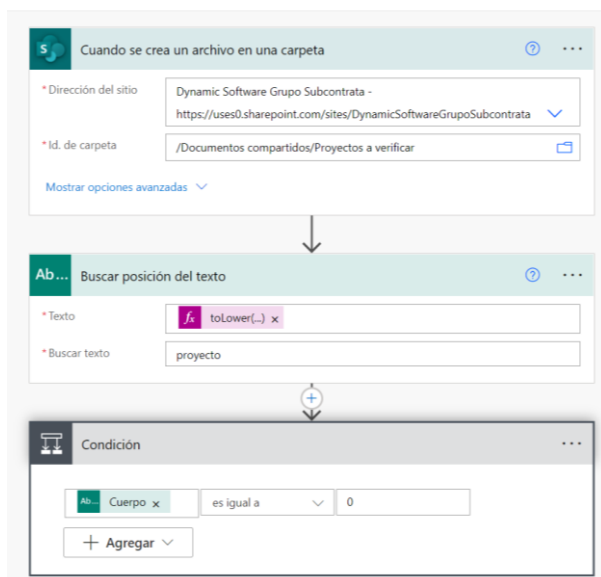 Cuando se crea un archivo en una carpeta
* Dirección del sitio
Dynamic Software Grupo Subcontrata -
https://uses0.sharepoint.com/sites/DynamicSoftwareGrupoSubcontrata
* Id. de carpeta
/Documentos compartidos/Proyectos a verificar
Mostrar opciones avanzadas
Ab... Buscar posición del texto
* Texto
fx toLower(...) x
* Buscar texto
proyecto
Condición
Ab... Cuerpo x es igual a 0
+ Agregar